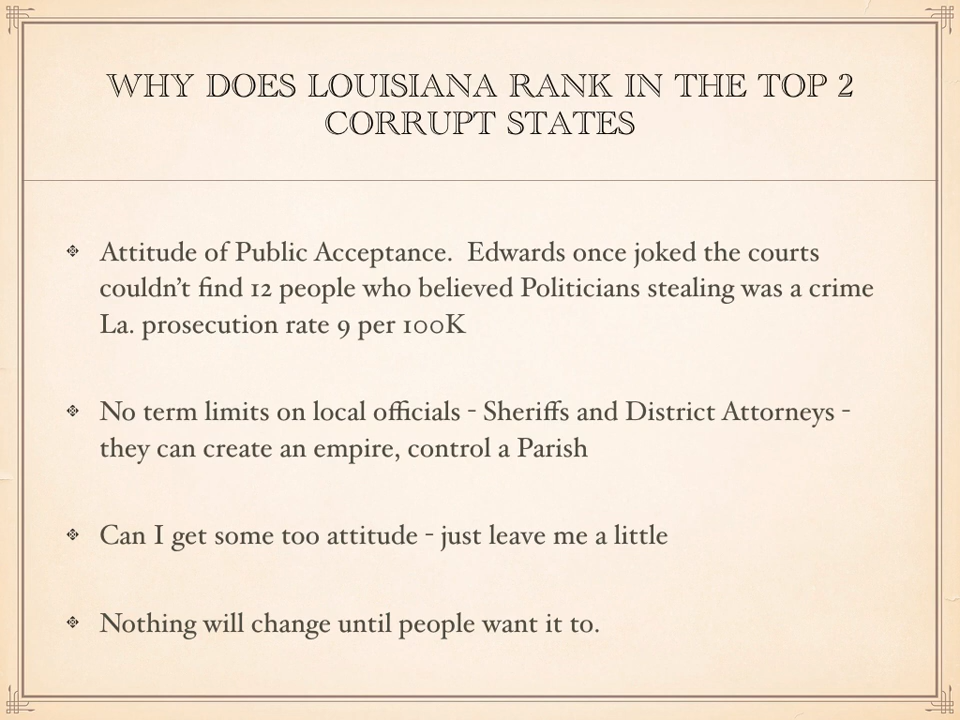 WHY DOES LOUISIANA RANK IN THE TOP 2
CORRUPT STATES
Attitude of Public Acceptance.  Edwards once joked the courts
couldn’t find 12 people who believed Politicians stealing was a crime
La. prosecution rate 9 per 100K
No term limits on local officials - Sheriffs and District Attorneys -
they can create an empire, control a Parish
Can I get some too attitude - just leave me a little
Nothing will change until people want it to.